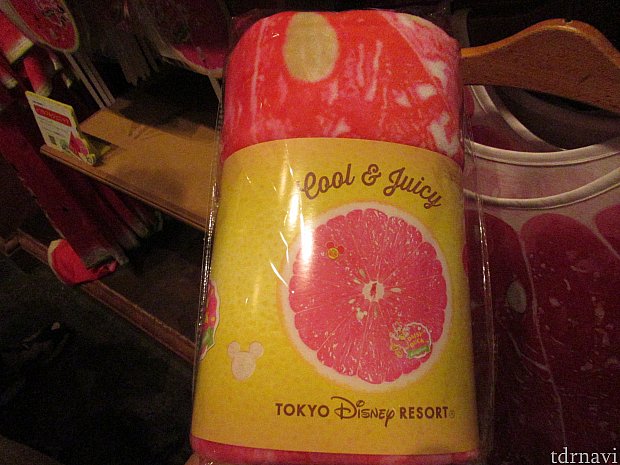 Cool & Juicy
TOKYO Disney RESORT®
tdrnavi